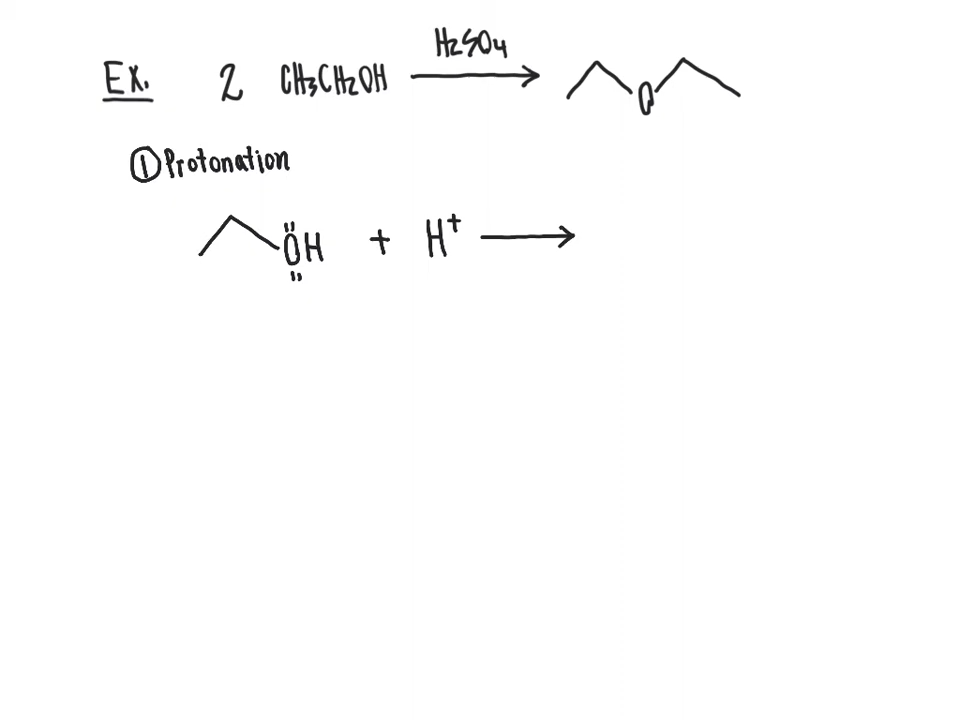 Ex. 2 CH3CH2OH H2SO4 O
① Protonation
ÖH + H+